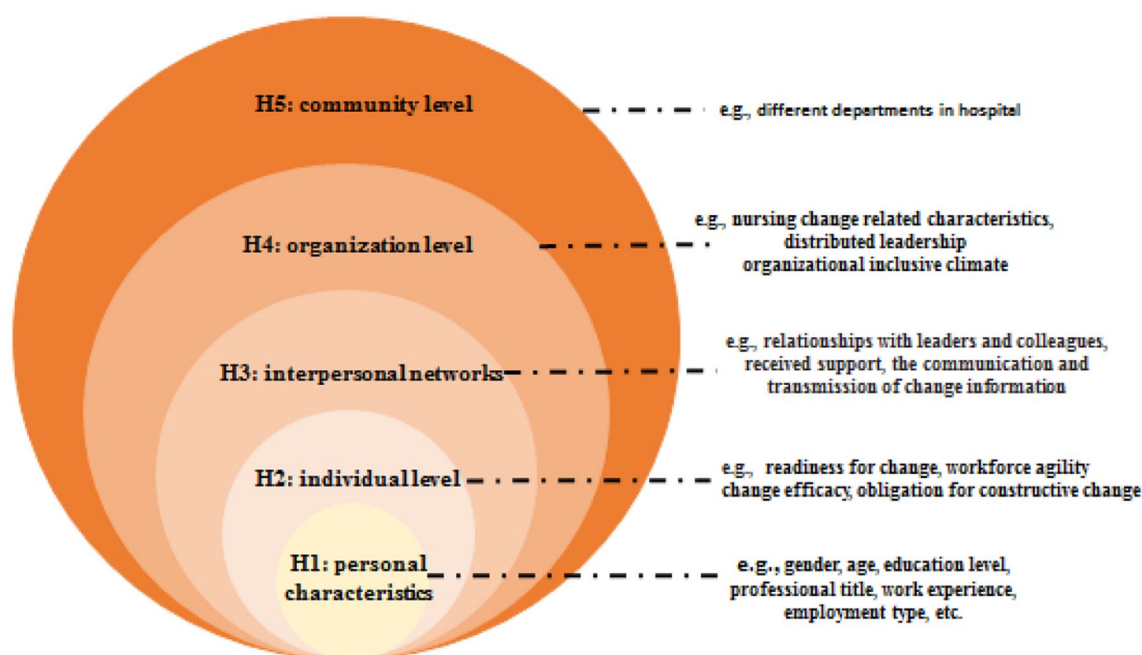 H5: community level
e.g., different departments in hospital
H4: organization level
e.g., nursing change related characteristics,
distributed leadership
organizational inclusive climate
H3: interpersonal networks
e.g., relationships with leaders and colleagues,
received support, the communication and
transmission of change information
H2: individual level
e.g., readiness for change, workforce agility
change efficacy, obligation for constructive change
H1: personal
characteristics
e.g., gender, age, education level,
professional title, work experience,
employment type, etc.